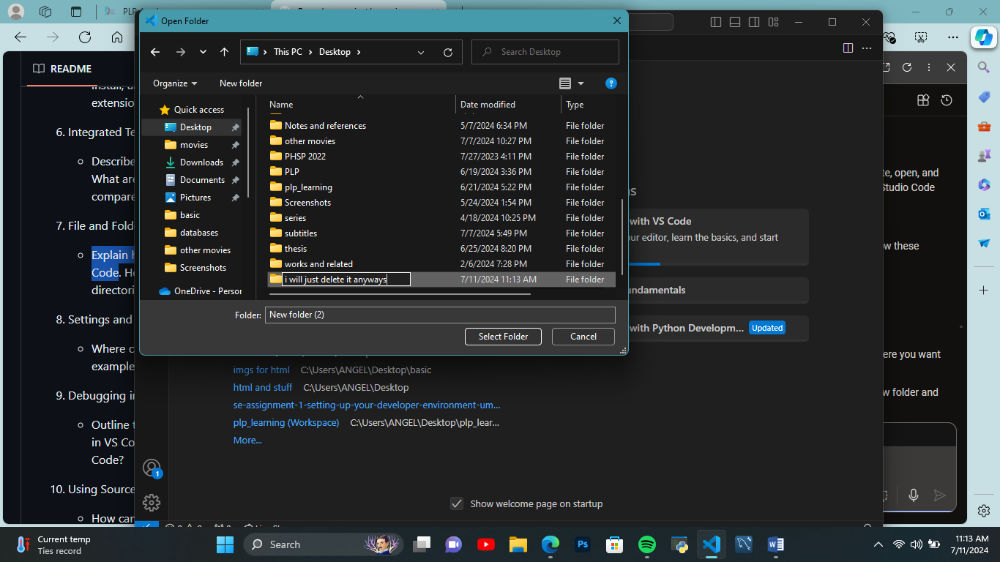 PLP
Open Folder
This PC
Desktop
Search Desktop
Organize
New folder
Name
Date modified
Type
Quick access
Desktop
movies
Downloads
Documents
Pictures
basic
databases
other movies
Screenshots
OneDrive - Person
Notes and references 5/7/2024 6:34 PM File folder
other movies 7/7/2024 10:27 PM File folder
PHSP 2022 7/27/2023 4:11 PM File folder
PLP 6/19/2024 3:36 PM File folder
plp_learning 6/21/2024 5:22 PM File folder
Screenshots 5/24/2024 1:54 PM File folder
series 4/18/2024 10:25 PM File folder
subtitles 7/7/2024 5:49 PM File folder
thesis 6/25/2024 8:20 PM File folder
works and related 2/6/2024 7:28 PM File folder
i will just delete it anyways 7/11/2024 11:13 AM File folder
Folder: New folder (2)
Select Folder
Cancel
README
extensio
6. Integrated Te
Describe
What are
compare
7. File and Fold
Explain h
Code. Ho
directori
8. Settings and
Where c
example
9. Debugging in
Outline t
in VS Co
Code?
10. Using Source
How can
with VS Code
our editor, learn the basics, and start
undamentals
with Python Developm... Updated
imgs for html C:\Users\ANGEL\Desktop\basic
html and stuff C:\Users\ANGEL\Desktop
se-assignment-1-setting-up-your-developer-environment-um...
plp_learning (Workspace) C:\Users\ANGEL\Desktop\plp_lear...
More...
1
Show welcome page on startup
te, open, and
Studio Code
w these
ere you want
w folder and
Current temp
Ties record
Search
Ps
11:13 AM
7/11/2024